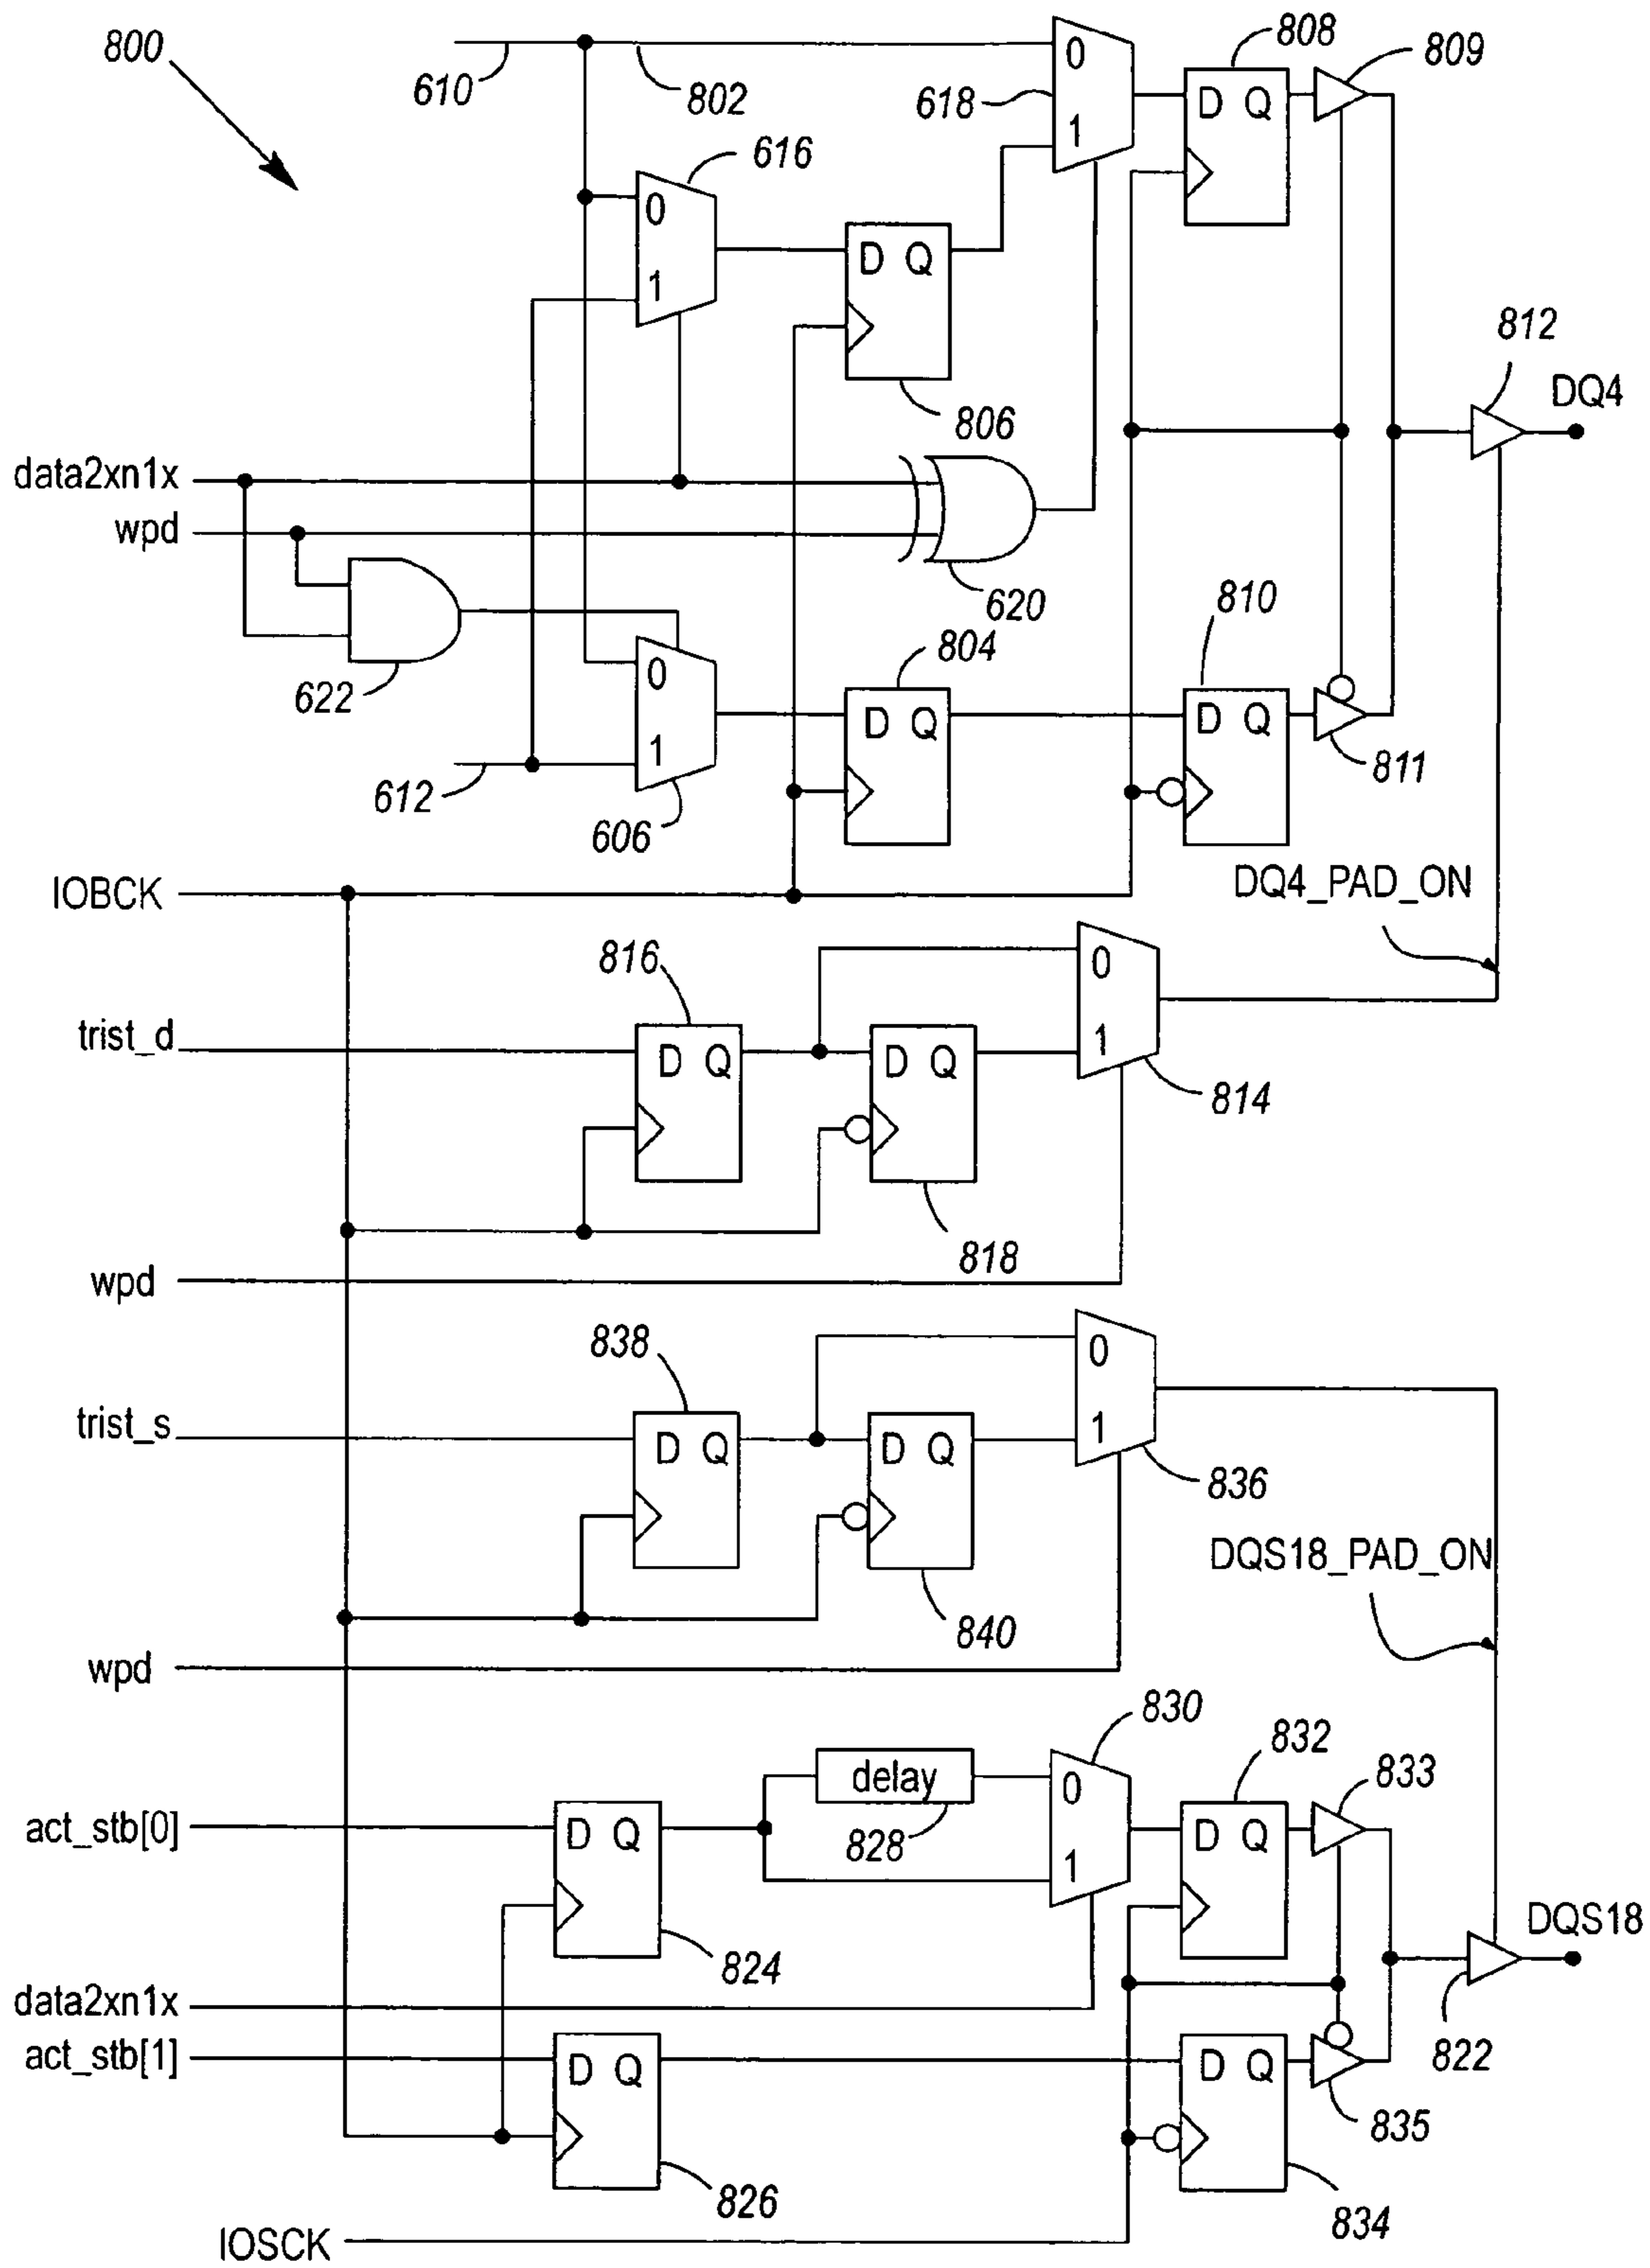 800
610
802
0
618
1
D Q
808
809
616
0
1
D Q
806
812
DQ4
data2xn1x
wpd
620
622
0
1
606
804
D Q
810
D Q
811
612
IOBCK
DQ4_PAD_ON
816
trist_d
D Q
D Q
0
1
814
818
wpd
838
trist_s
D Q
D Q
0
1
836
840
DQS18_PAD_ON
wpd
830
832
833
act_stb[0]
D Q
delay
828
0
1
D Q
824
DQS18
data2xn1x
act_stb[1]
D Q
826
D Q
822
835
834
IOSCK